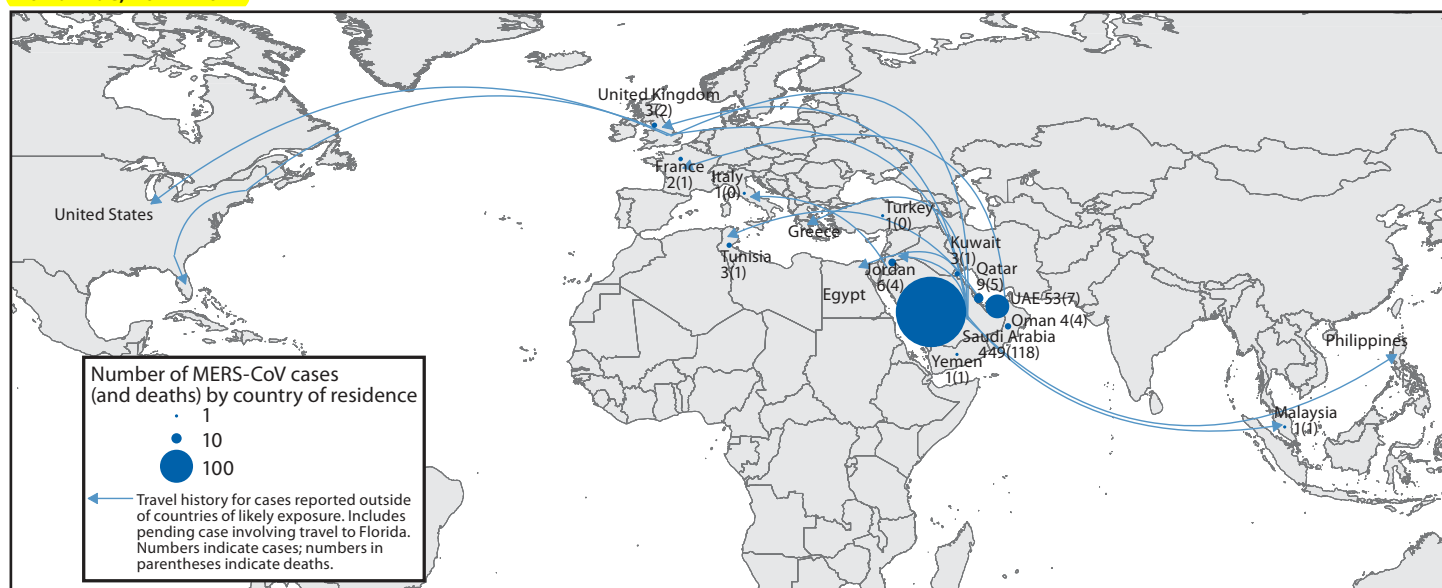 United Kingdom
3(2)
France
2(1)
Italy
1(0)
United States
Turkey
1(0)
Greece
Kuwait
3(1)
Tunisia
3(1)
Jordan
6(4)
Qatar
9(5)
Egypt
UAE 53(7)
Oman 4(4)
Saudi Arabia
449(118)
Yemen
1(1)
Philippines
Malaysia
1(1)
Number of MERS-CoV cases
(and deaths) by country of residence
1
10
100
Travel history for cases reported outside
of countries of likely exposure. Includes
pending case involving travel to Florida.
Numbers indicate cases; numbers in
parentheses indicate deaths.